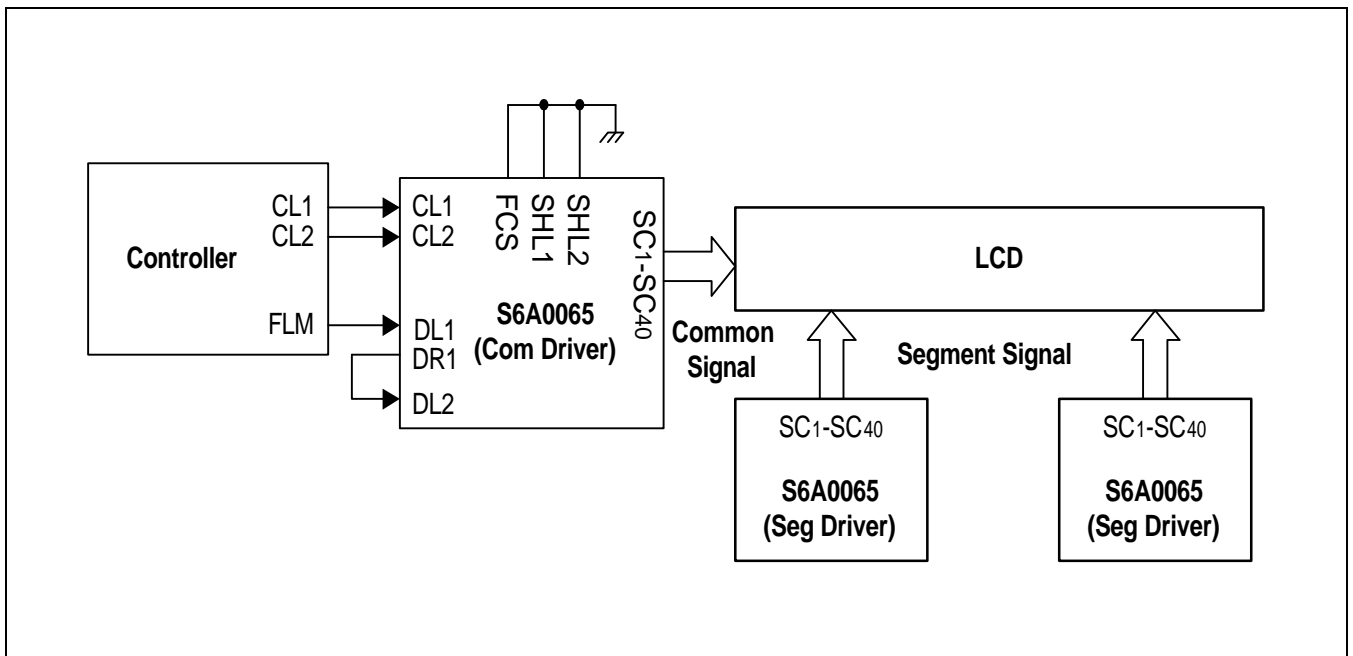 Controller
CL1
CL2
FLM
CL1
CL2
DL1
DR1
DL2
FCS
SHL1
SHL2
SC1-SC40
S6A0065
(Com Driver)
Common
Signal
LCD
Segment Signal
SC1-SC40
S6A0065
(Seg Driver)
SC1-SC40
S6A0065
(Seg Driver)